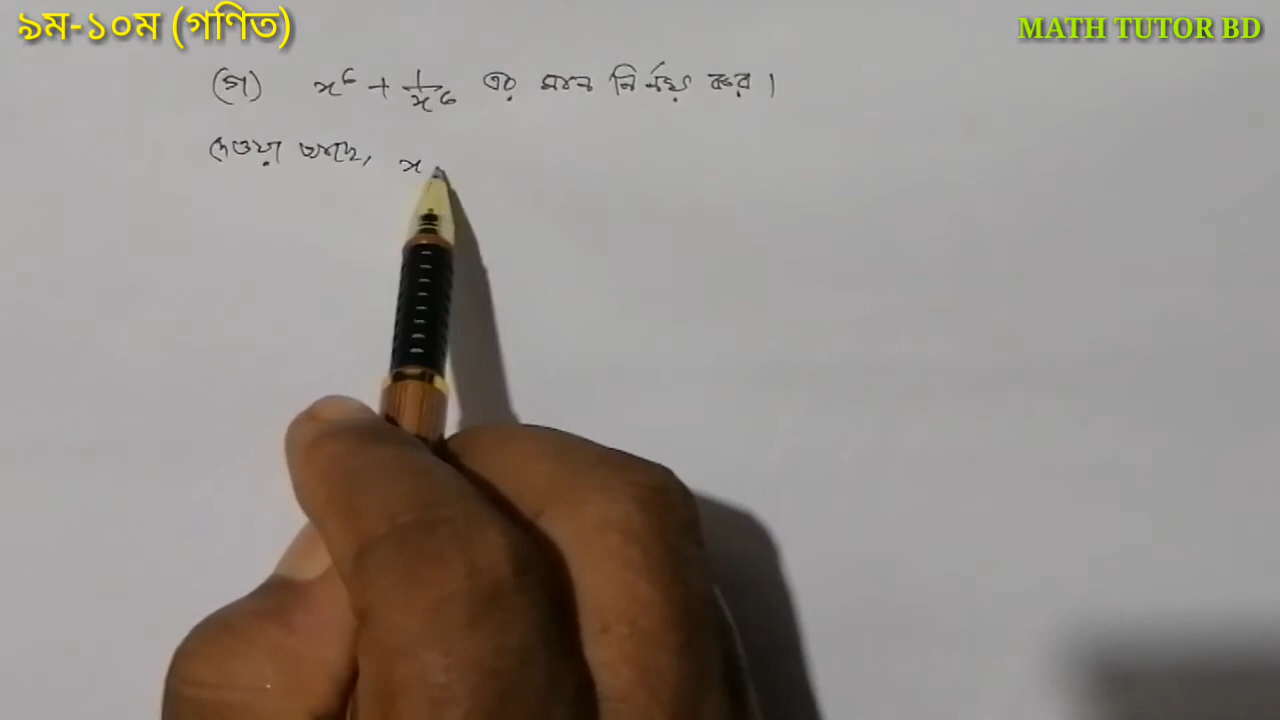 ৯ম-১০ম (গণিত)
MATH TUTOR BD
(গ) x⁶ + 1/x⁶ এর মান নির্ণয় কর।
দেওয়া আছে, x